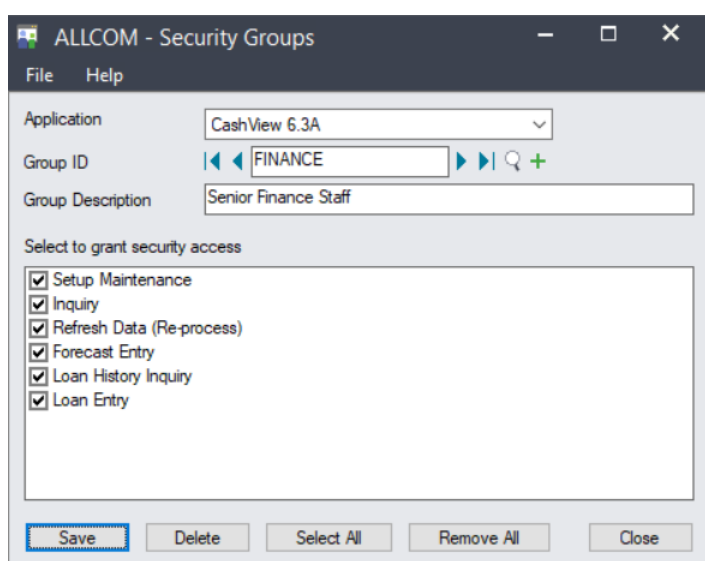 ALLCOM - Security Groups
File Help
Application CashView 6.3A
Group ID FINANCE
Group Description Senior Finance Staff
Select to grant security access
Setup Maintenance
Inquiry
Refresh Data (Re-process)
Forecast Entry
Loan History Inquiry
Loan Entry
Save Delete Select All Remove All Close